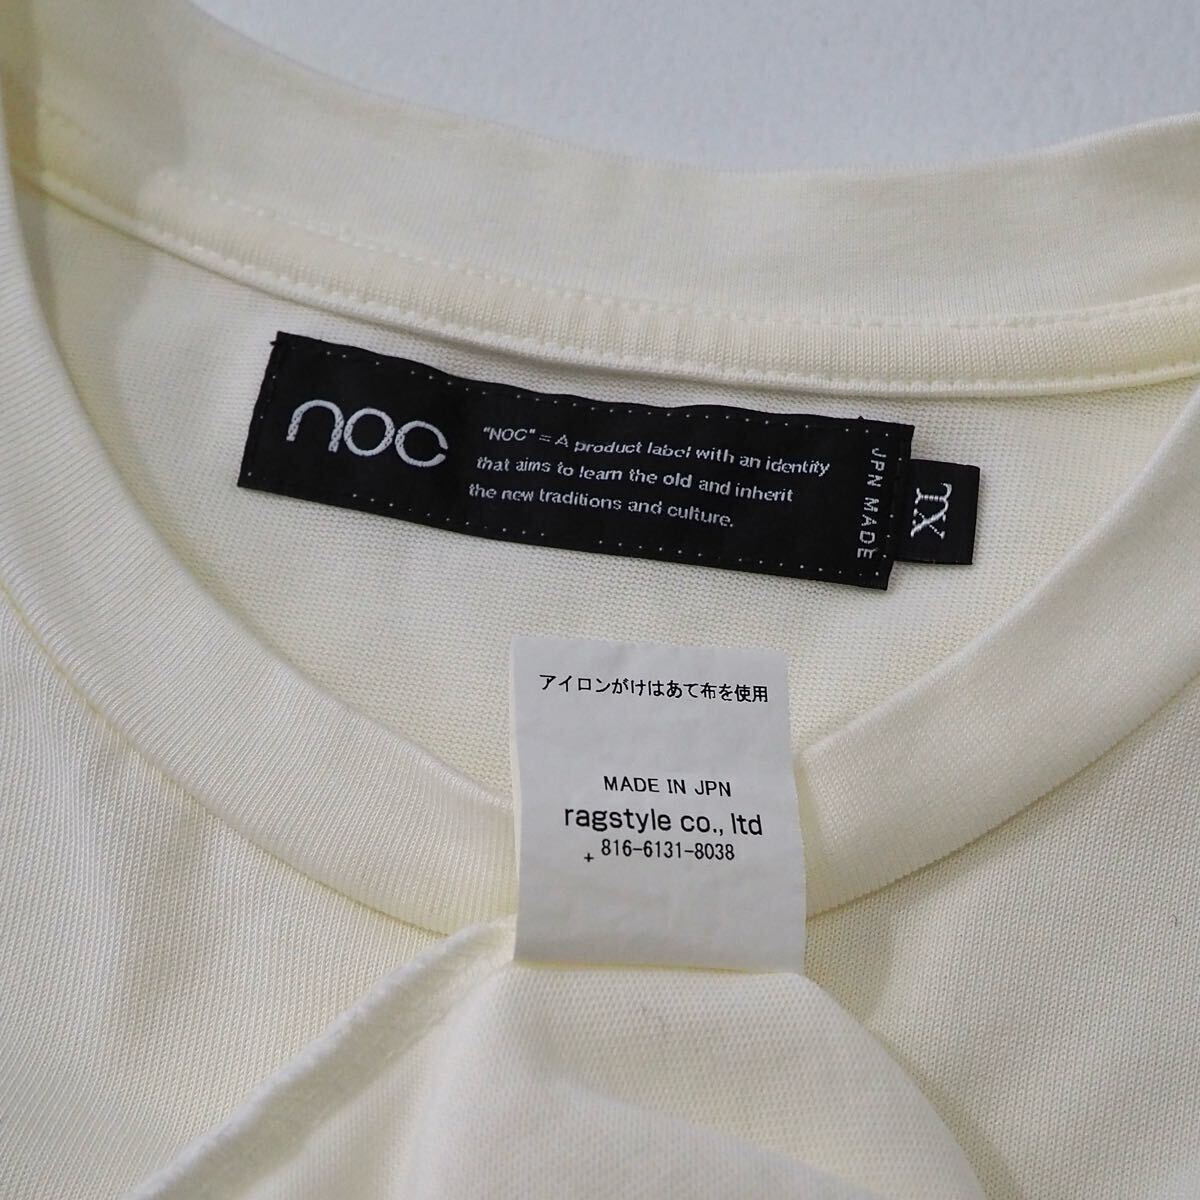 noc
"NOC" = A product label with an identity
that aims to learn the old and inherit
the new traditions and culture.
JPN MADE
XL
アイロンがけはあて布を使用
MADE IN JPN
ragstyle co., ltd
+ 816-6131-8038